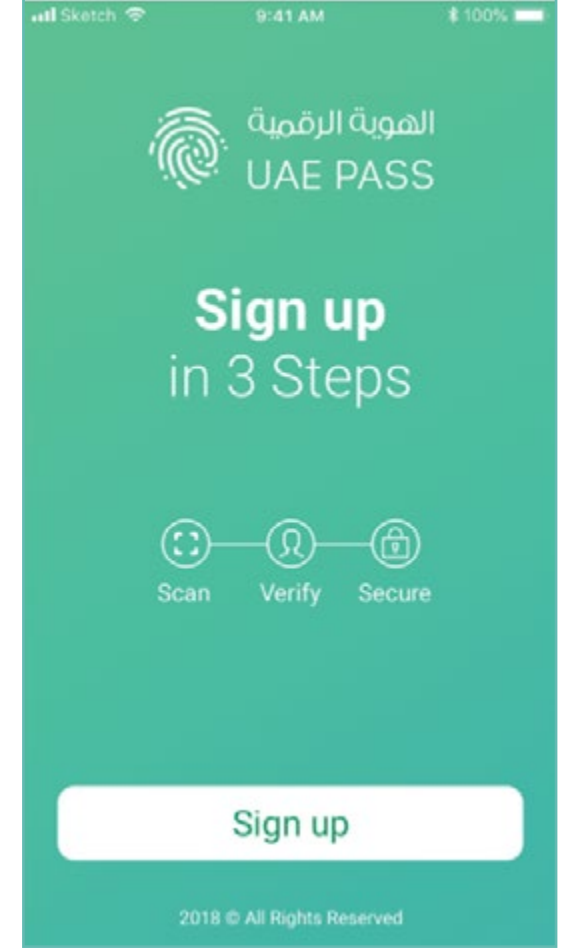 Sketch 9:41 AM 100%
الهوية الرقمية
UAE PASS
Sign up
in 3 Steps
Scan Verify Secure
Sign up
2018 © All Rights Reserved